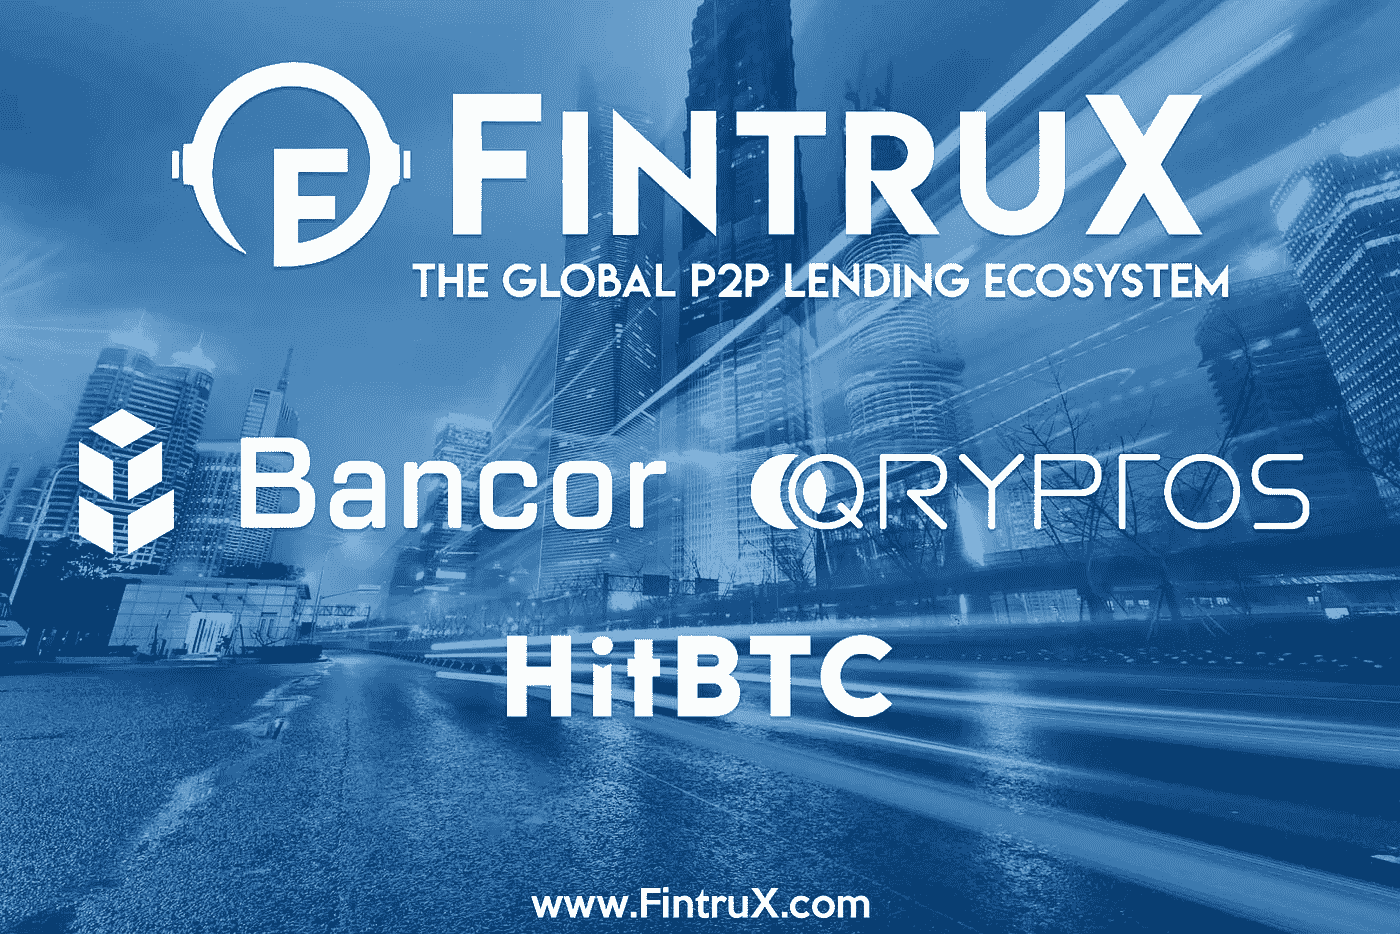 FINTRUX
THE GLOBAL P2P LENDING ECOSYSTEM
Bancor QRYPTOS
HitBTC
www.FintruX.com